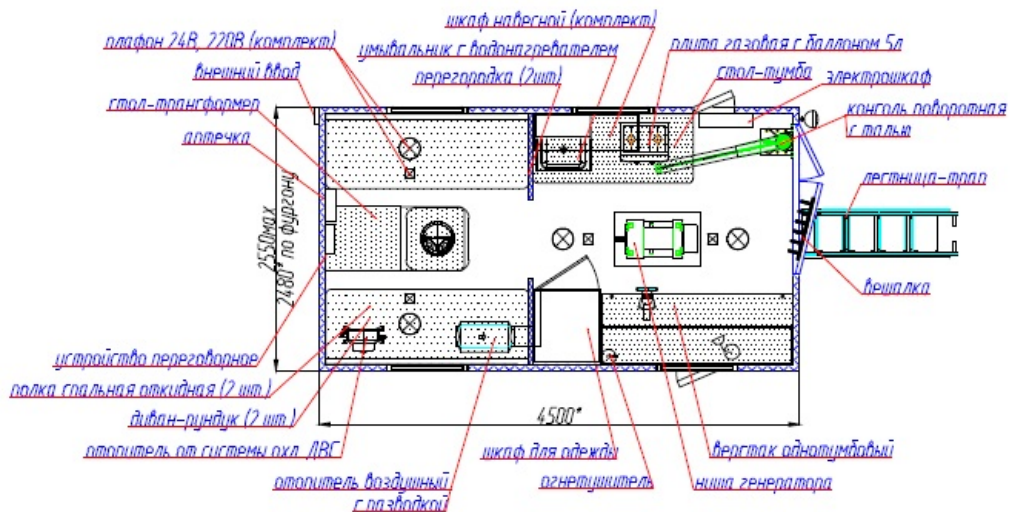 шкаф навесной (комплект)
плафон 24В, 220В (комплект)
умывальник с водонагревателем
плита газовая с баллоном 5л
внешний ввод
перегородка (2шт)
стол-тумба
электрошкаф
стол-трансформер
консоль поворотная
с талью
аптечка
лестница-трап
2550max
2480* по фургону
вешалка
устройство переговорное
полка спальная откидная (2 шт.)
диван-рундук (2 шт.)
4500*
отопитель от системы охл. ДВС
шкаф для одежды
верстак однотумбовый
отопитель воздушный
с разводкой
огнетушитель
ниша генератора